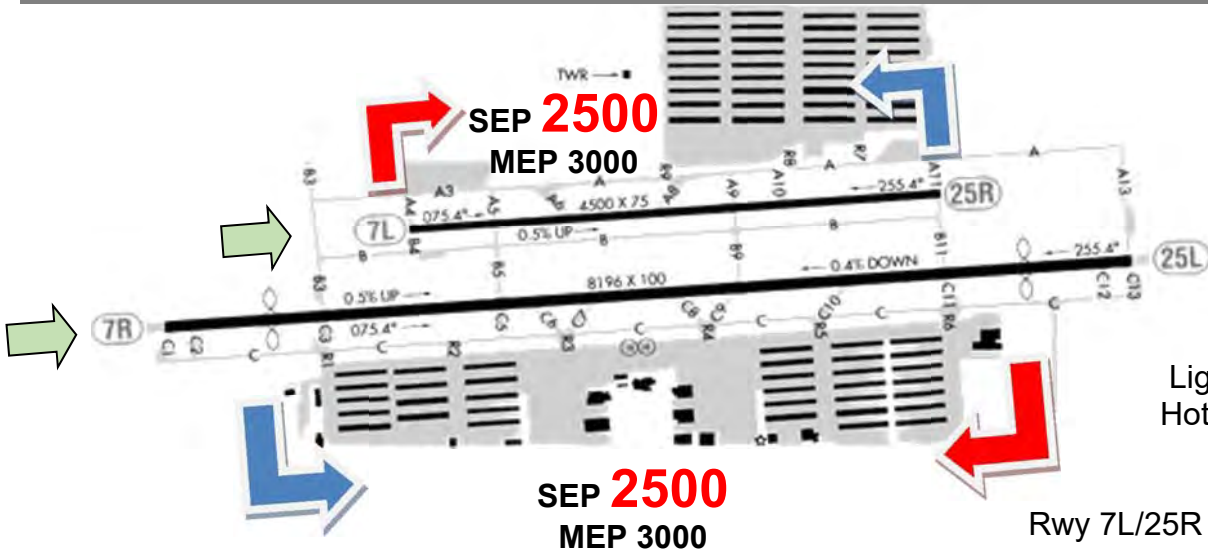 TWR
SEP 2500
MEP 3000
B3
A
A3
A
A
R9
R8
R7
A
A11
A
A13
A4
A5
A9
A10
075.4°
4500 X 75
255.4°
25R
7L
B
B4
0.5% UP
B
B
B3
B5
B9
B11
255.4°
25L
0.5% UP
8196 X 100
0.4% DOWN
7R
075.4°
C1
C2
C
C3
R1
C
R2
C5
R3
C
C8
R4
C9
C
C10
R5
C
C11
R6
C
C12
C13
Lig
Hot
SEP 2500
MEP 3000
Rwy 7L/25R